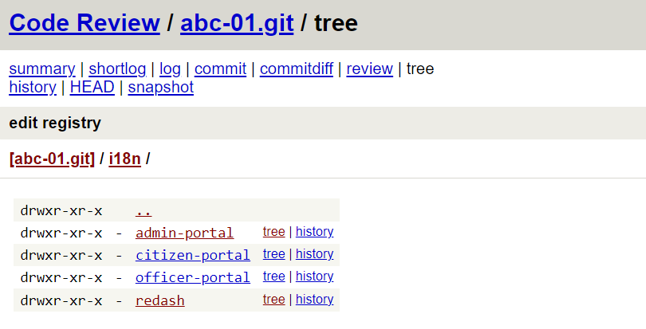 Code Review / abc-01.git / tree
summary | shortlog | log | commit | commitdiff | review | tree
history | HEAD | snapshot
edit registry
[abc-01.git] / i18n /
drwxr-xr-x ..
drwxr-xr-x - admin-portal tree | history
drwxr-xr-x - citizen-portal tree | history
drwxr-xr-x - officer-portal tree | history
drwxr-xr-x - redash tree | history